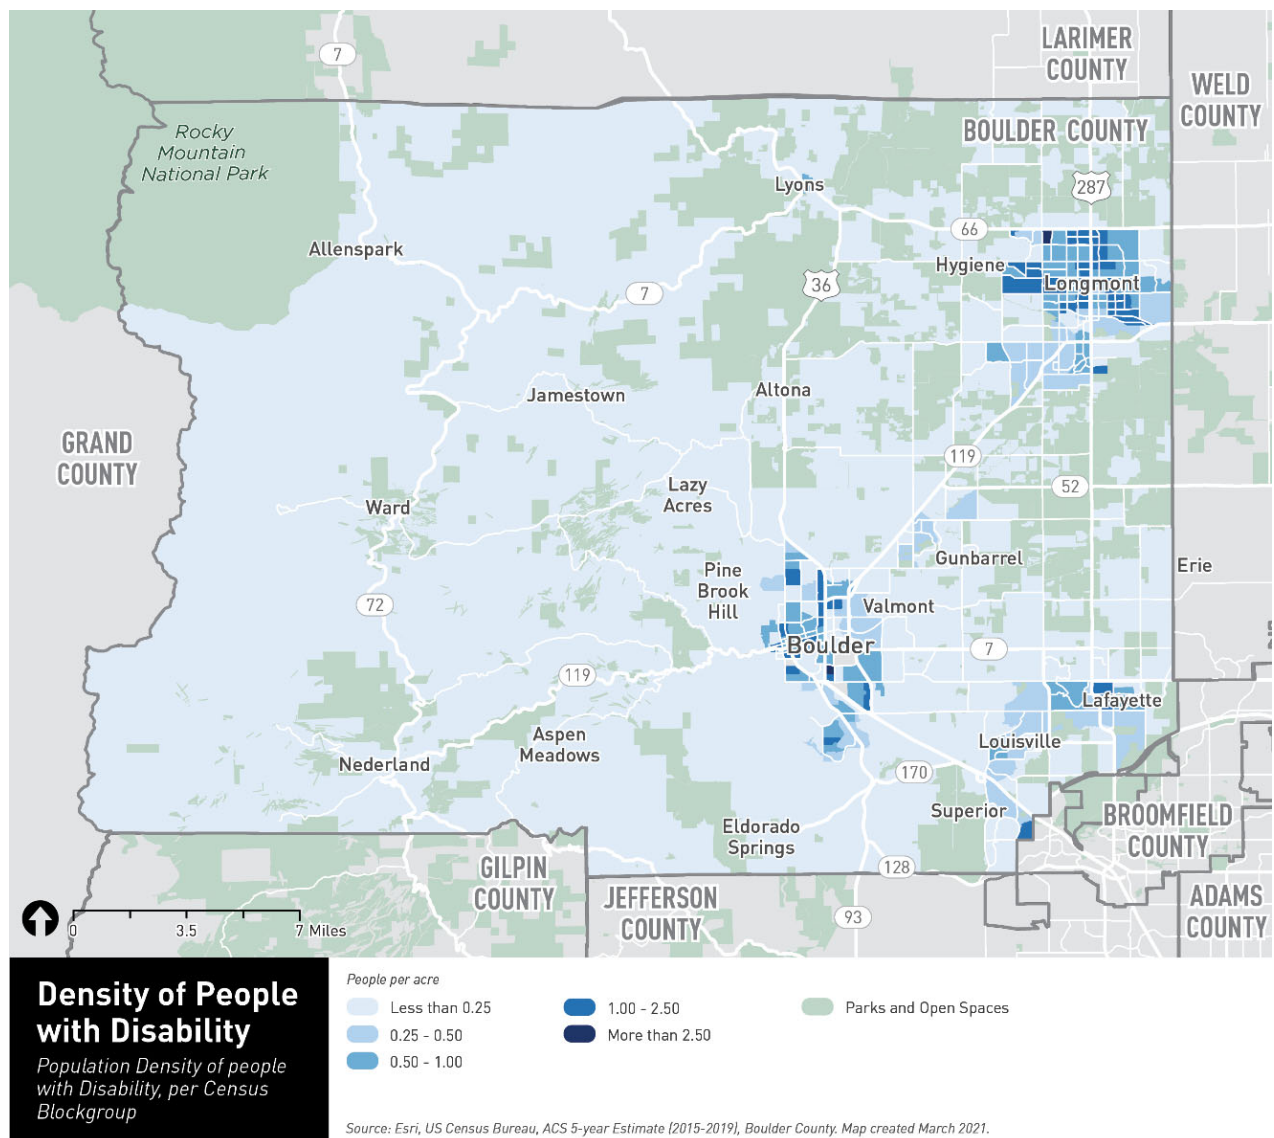 7
LARIMER
COUNTY
WELD
COUNTY
Rocky
Mountain
National Park
BOULDER COUNTY
287
Lyons
66
Allenspark
Hygiene
Longmont
7
36
Jamestown
Altona
GRAND
COUNTY
119
52
Lazy
Acres
Ward
Gunbarrel
Erie
Pine
Brook
Hill
72
Valmont
Boulder
7
119
Lafayette
Aspen
Meadows
Louisville
Nederland
170
Superior
BROOMFIELD
COUNTY
Eldorado
Springs
GILPIN
COUNTY
128
JEFFERSON
COUNTY
93
ADAMS
COUNTY
0 3.5 7 Miles
Density of People
with Disability
Population Density of people
with Disability, per Census
Blockgroup
People per acre
Less than 0.25
0.25 - 0.50
0.50 - 1.00
1.00 - 2.50
More than 2.50
Parks and Open Spaces
Source: Esri, US Census Bureau, ACS 5-year Estimate (2015-2019), Boulder County. Map created March 2021.